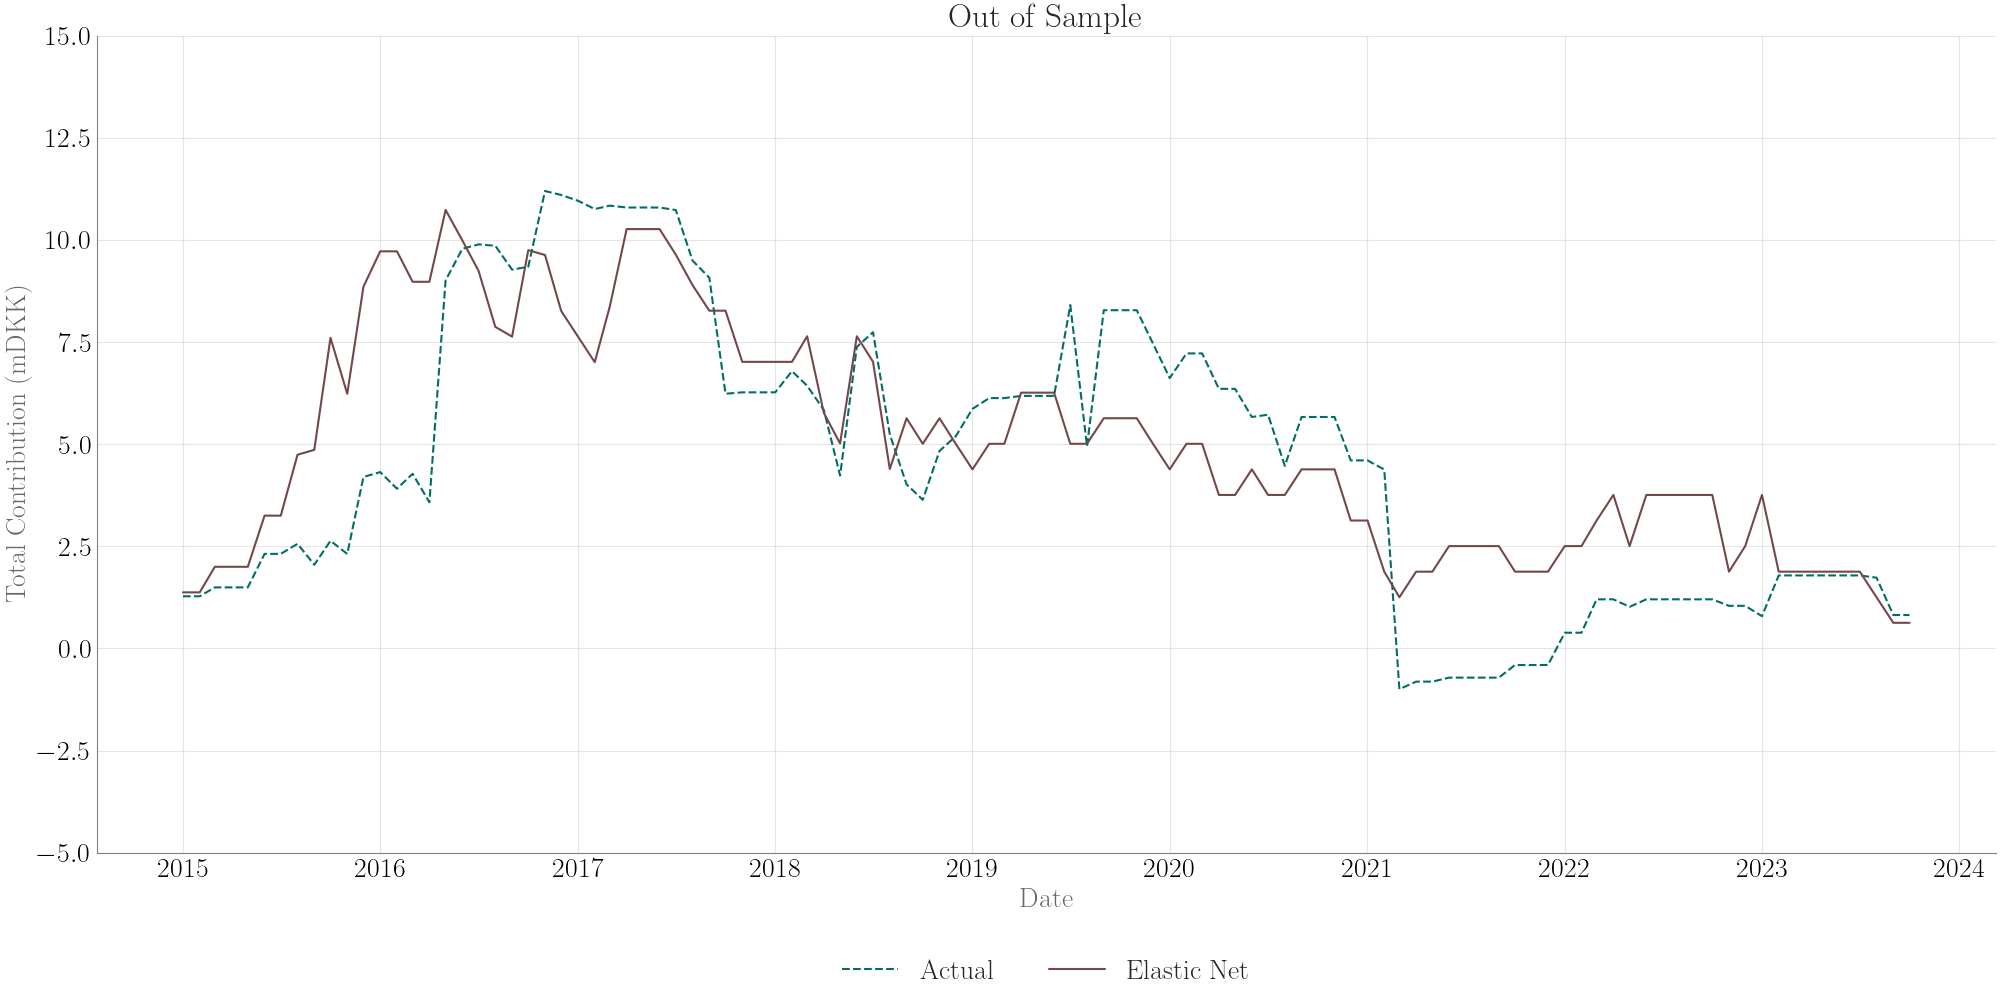 Out of Sample
15.0
12.5
10.0
7.5
5.0
2.5
0.0
−2.5
−5.0
Total Contribution (mDKK)
2015 2016 2017 2018 2019 2020 2021 2022 2023 2024
Date
Actual Elastic Net